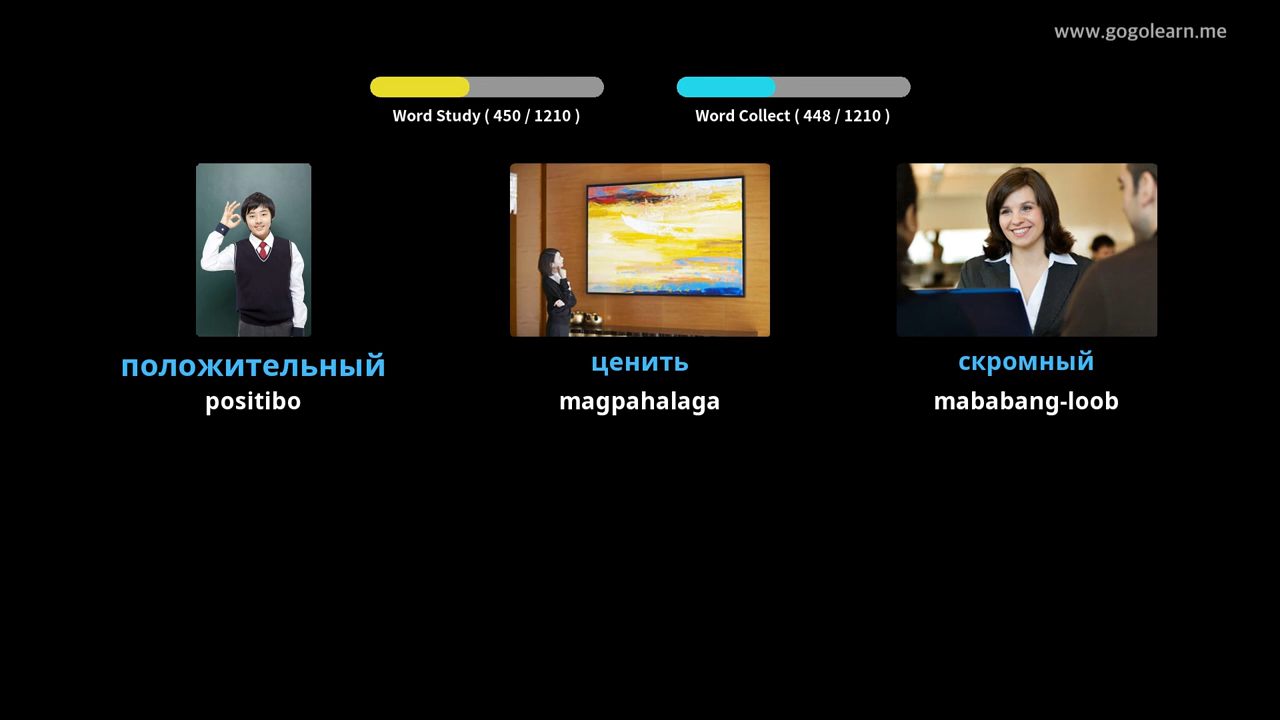 www.gogolearn.me
Word Study ( 450 / 1210 )
Word Collect ( 448 / 1210 )
положительный
positibo
ценить
magpahalaga
скромный
mababang-loob